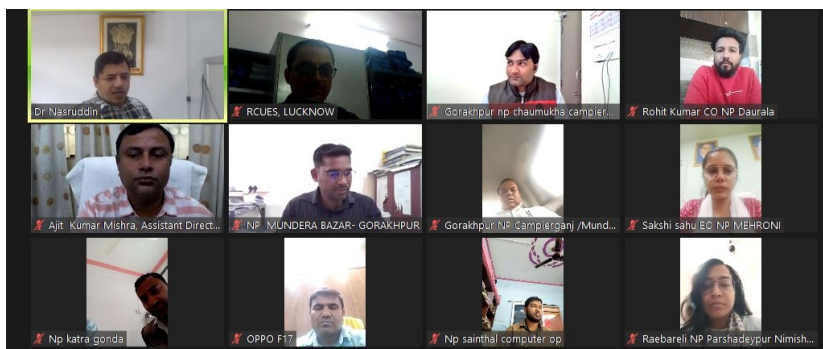 Dr Nasruddin
RCUES, LUCKNOW
Gorakhpur np chaumukha campier...
Rohit Kumar CO NP Daurala
Ajit Kumar Mishra, Assistant Direct...
NP MUNDERA BAZAR- GORAKHPUR
Gorakhpur NP Campierganj /Mund...
Sakshi sahu EO NP MEHRONI
Np katra gonda
OPPO F17
Np sainthal computer op
Raebareli NP Parshadeypur Nimish...